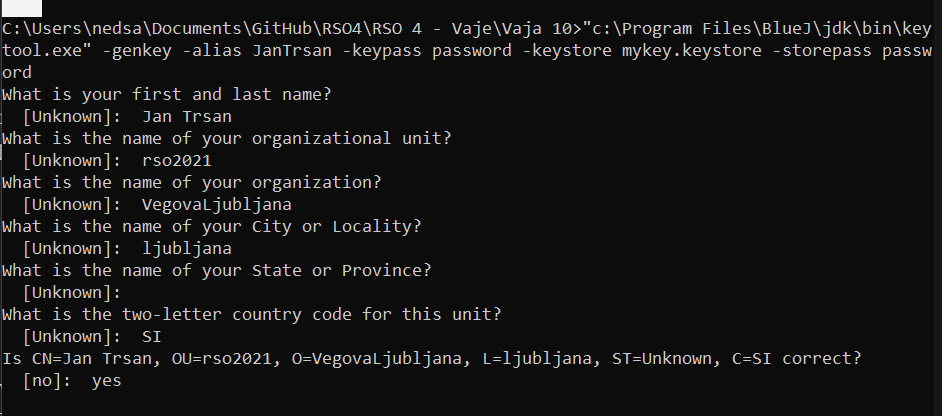 C:\Users\nedsa\Documents\GitHub\RSO4\RSO 4 - Vaje\Vaja 10>"c:\Program Files\BlueJ\jdk\bin\key
tool.exe" -genkey -alias JanTrsan -keypass password -keystore mykey.keystore -storepass passw
ord
What is your first and last name?
  [Unknown]:  Jan Trsan
What is the name of your organizational unit?
  [Unknown]:  rso2021
What is the name of your organization?
  [Unknown]:  VegovaLjubljana
What is the name of your City or Locality?
  [Unknown]:  ljubljana
What is the name of your State or Province?
  [Unknown]:
What is the two-letter country code for this unit?
  [Unknown]:  SI
Is CN=Jan Trsan, OU=rso2021, O=VegovaLjubljana, L=ljubljana, ST=Unknown, C=SI correct?
  [no]:  yes